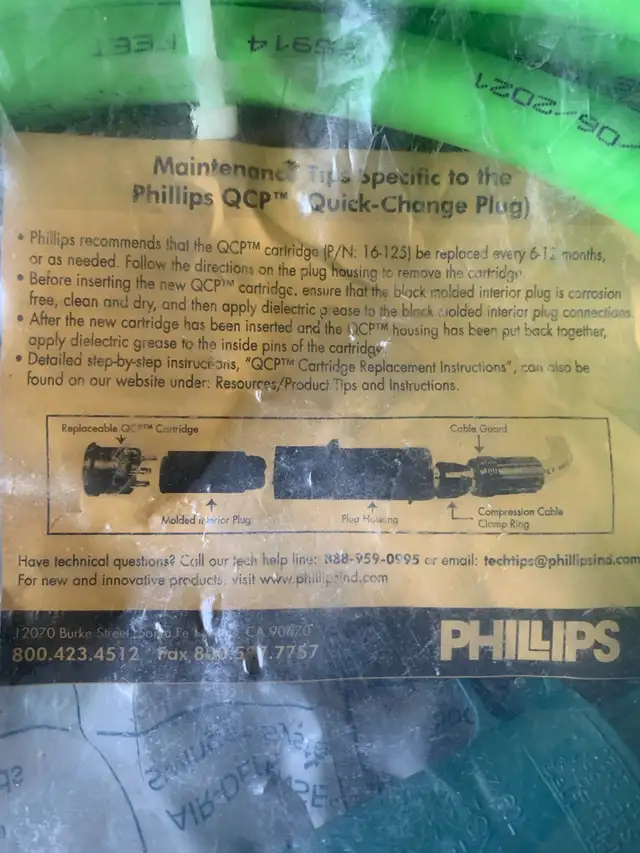 FEET
Maintenance Tips Specific to the
Phillips QCP™ (Quick-Change Plug)
• Phillips recommends that the QCP™ cartridge (P/N: 16-125) be replaced every 6-12 months,
or as needed. Follow the directions on the plug housing to remove the cartridge.
• Before inserting the new QCP™ cartridge, ensure that the black molded interior plug is corrosion
free, clean and dry, and then apply dielectric grease to the black molded interior plug connections.
• After the new cartridge has been inserted and the QCP™ housing has been put back together,
apply dielectric grease to the inside pins of the cartridge.
• Detailed step-by-step instructions, "QCP™ Cartridge Replacement Instructions", can also be
found on our website under: Resources/Product Tips and Instructions.
Replaceable QCP™ Cartridge
Cable Guard
Molded Interior Plug
Plug Housing
Compression Cable
Clamp Ring
Have technical questions? Call our tech help line: 888-959-0995 or email: techtips@phillipsind.com
For new and innovative products, visit www.phillipsind.com
12070 Burke Street, CA 90670
800.423.4512 Fax 7757
PHILLIPS